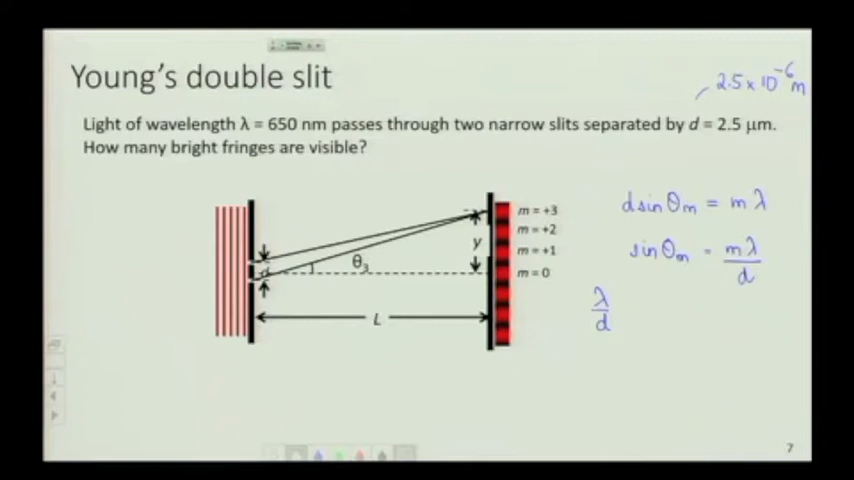 Young's double slit
2.5 x 10⁻⁶ m
Light of wavelength λ = 650 nm passes through two narrow slits separated by d = 2.5 μm.
How many bright fringes are visible?
m = +3
m = +2
m = +1
m = 0
y
θ₃
d
L
d sin θₘ = m λ
sin θₘ = mλ/d
λ/d
7